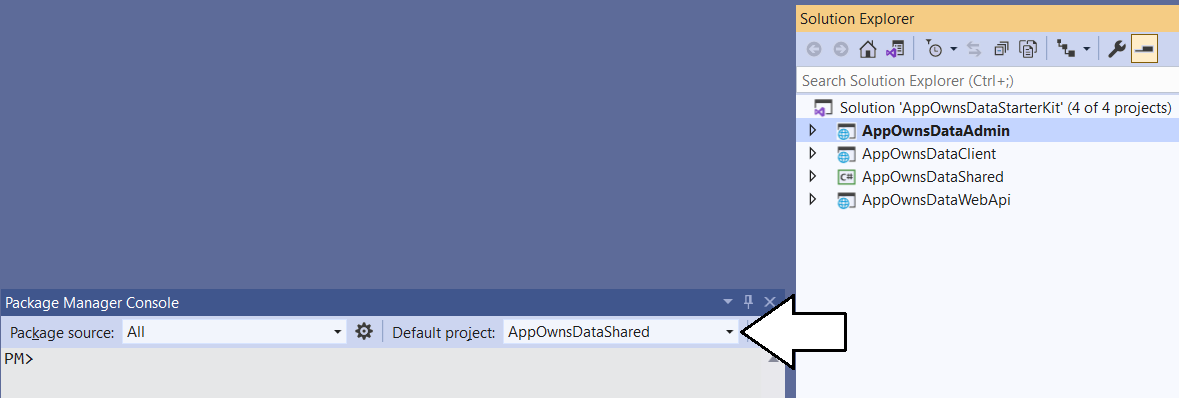 Solution Explorer
Search Solution Explorer (Ctrl+;)
Solution 'AppOwnsDataStarterKit' (4 of 4 projects)
AppOwnsDataAdmin
AppOwnsDataClient
C# AppOwnsDataShared
AppOwnsDataWebApi
Package Manager Console
Package source: All Default project: AppOwnsDataShared
PM>